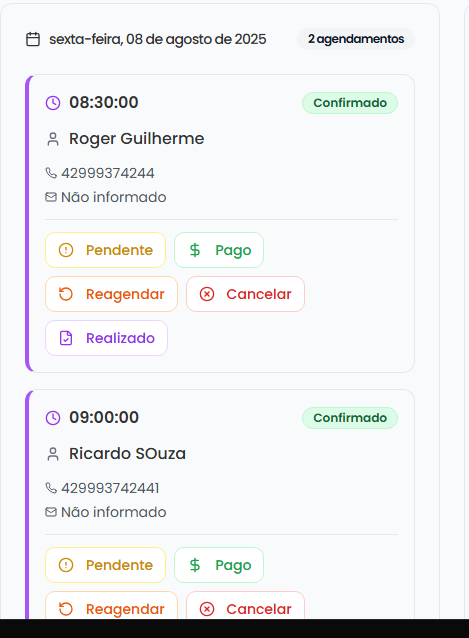 sexta-feira, 08 de agosto de 2025 2 agendamentos
08:30:00 Confirmado
Roger Guilherme
42999374244
Não informado
Pendente Pago
Reagendar Cancelar
Realizado
09:00:00 Confirmado
Ricardo SOuza
429993742441
Não informado
Pendente Pago
Reagendar Cancelar